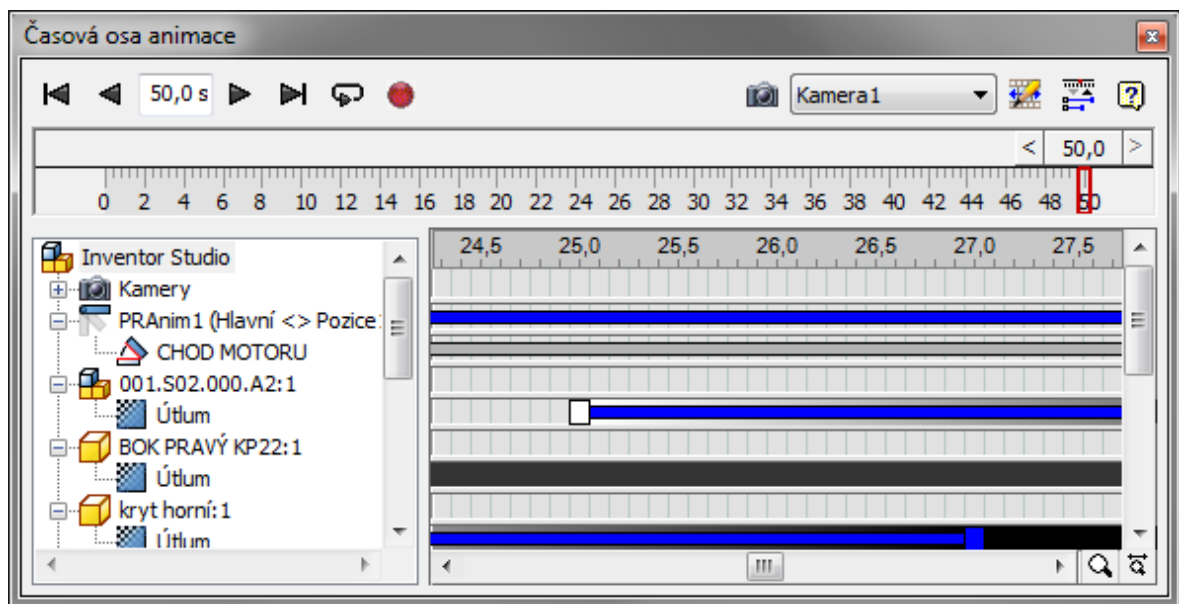 Časová osa animace
50,0 s Kamera1
< 50,0 >
0 2 4 6 8 10 12 14 16 18 20 22 24 26 28 30 32 34 36 38 40 42 44 46 48 50
24,5 25,0 25,5 26,0 26,5 27,0 27,5
Inventor Studio
Kamery
PRAnim1 (Hlavní <> Pozice
CHOD MOTORU
001.S02.000.A2:1
Útlum
BOK PRAVÝ KP22:1
Útlum
kryt horní:1
Útlum